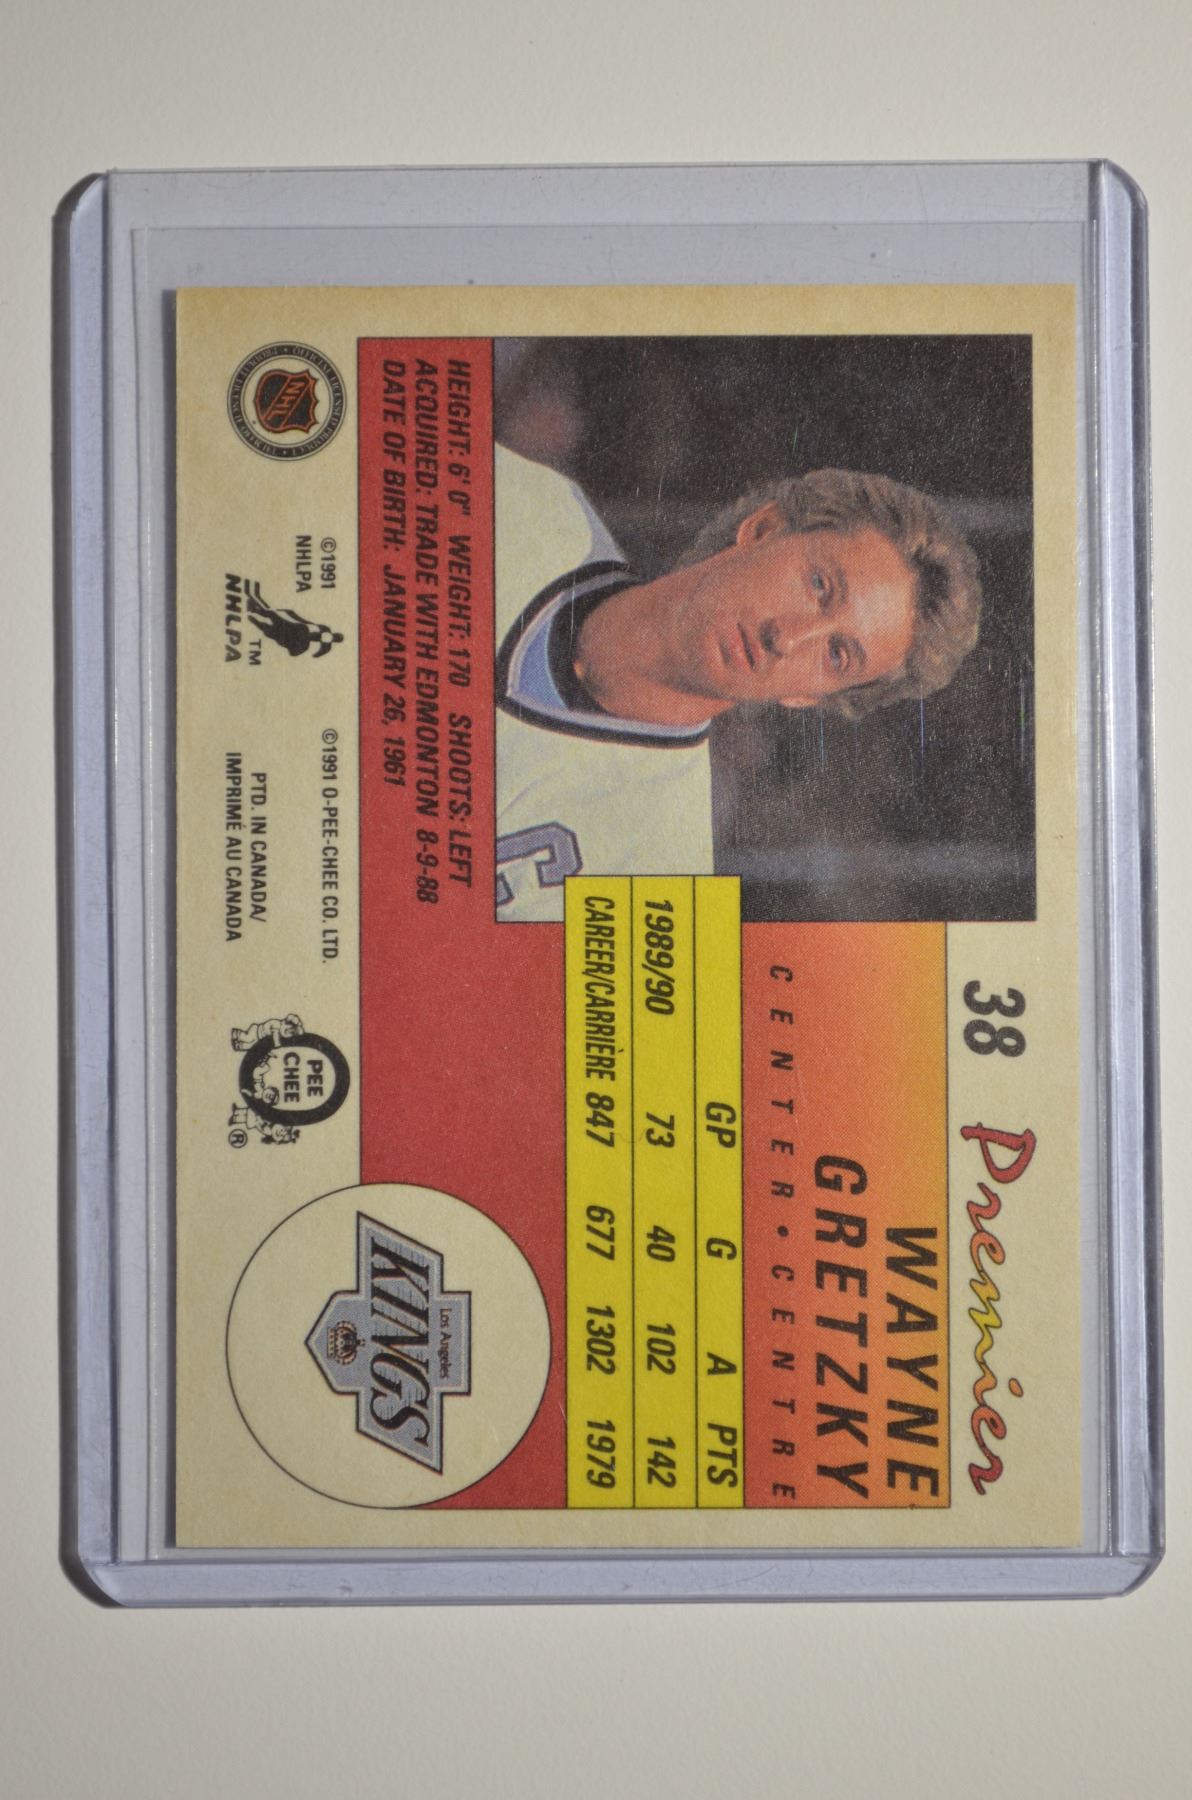 38 Premier
WAYNE
GRETZKY
CENTER • CENTRE
GP G A PTS
1989/90 73 40 102 142
CAREER/CARRIÈRE 847 677 1302 1979
HEIGHT: 6' 0" WEIGHT: 170 SHOOTS: LEFT
ACQUIRED: TRADE WITH EDMONTON 8-9-88
DATE OF BIRTH: JANUARY 26, 1961
Los Angeles
KINGS
NHL
©1991
NHLPA
TM
NHLPA
©1991 O-PEE-CHEE CO. LTD.
PTD. IN CANADA/
IMPRIMÉ AU CANADA
O
PEE
CHEE
®